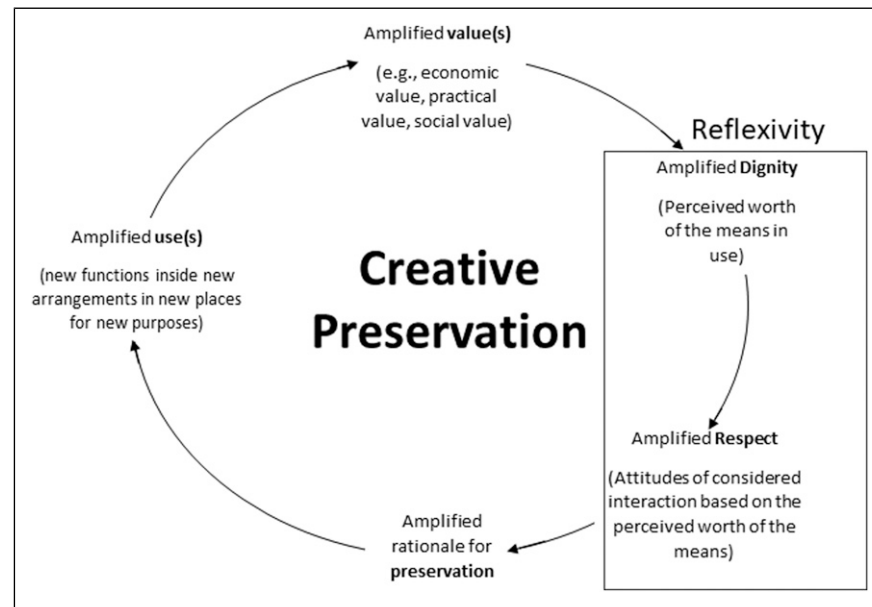 Amplified value(s)
(e.g., economic
value, practical
value, social value)
Reflexivity
Amplified Dignity
(Perceived worth
of the means in
use)
Amplified Respect
(Attitudes of considered
interaction based on the
perceived worth of the
means)
Amplified
rationale for
preservation
Amplified use(s)
(new functions inside new
arrangements in new places
for new purposes)
Creative
Preservation